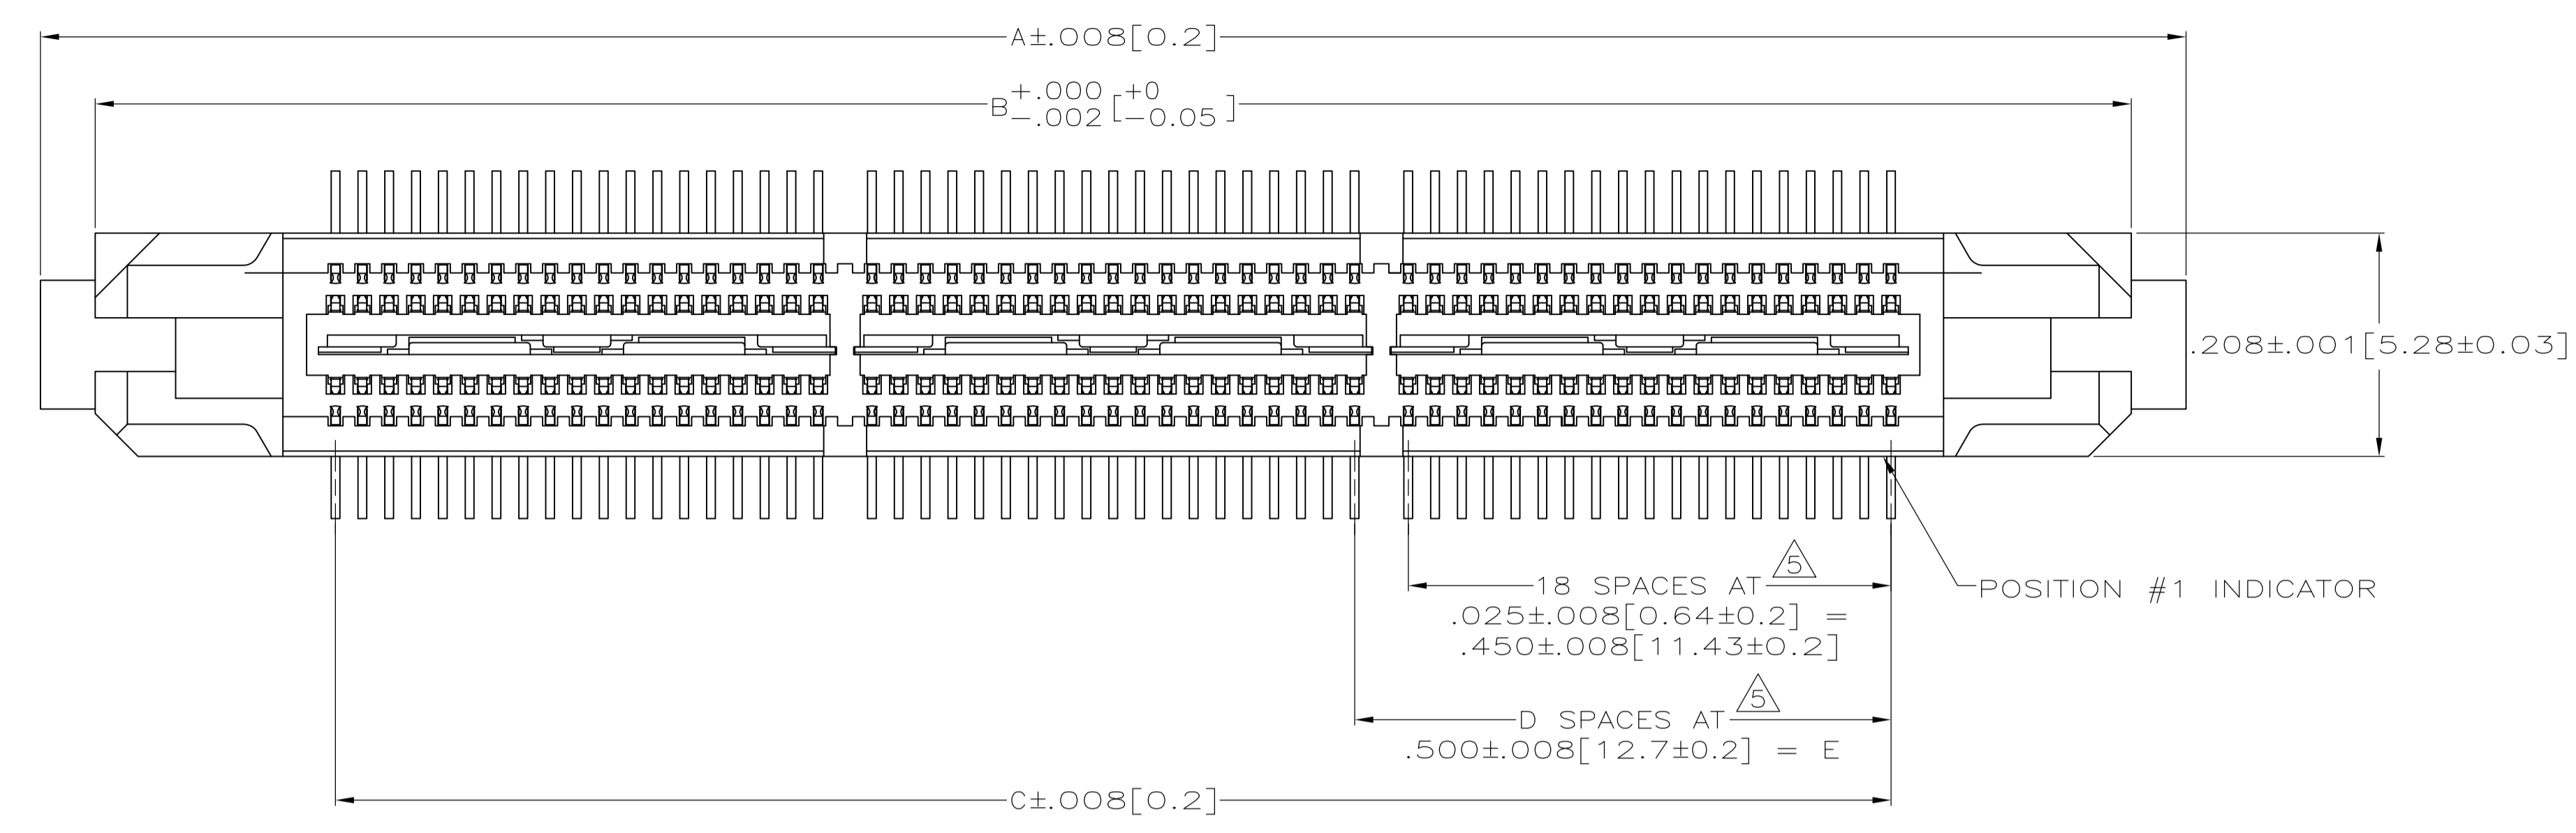 A±.008[0.2]
B +.000 -.002 [+0 -0.05]
.208±.001[5.28±0.03]
5
18 SPACES AT
.025±.008[0.64±0.2] =
.450±.008[11.43±0.2]
POSITION #1 INDICATOR
5
D SPACES AT
.500±.008[12.7±0.2] = E
C±.008[0.2]